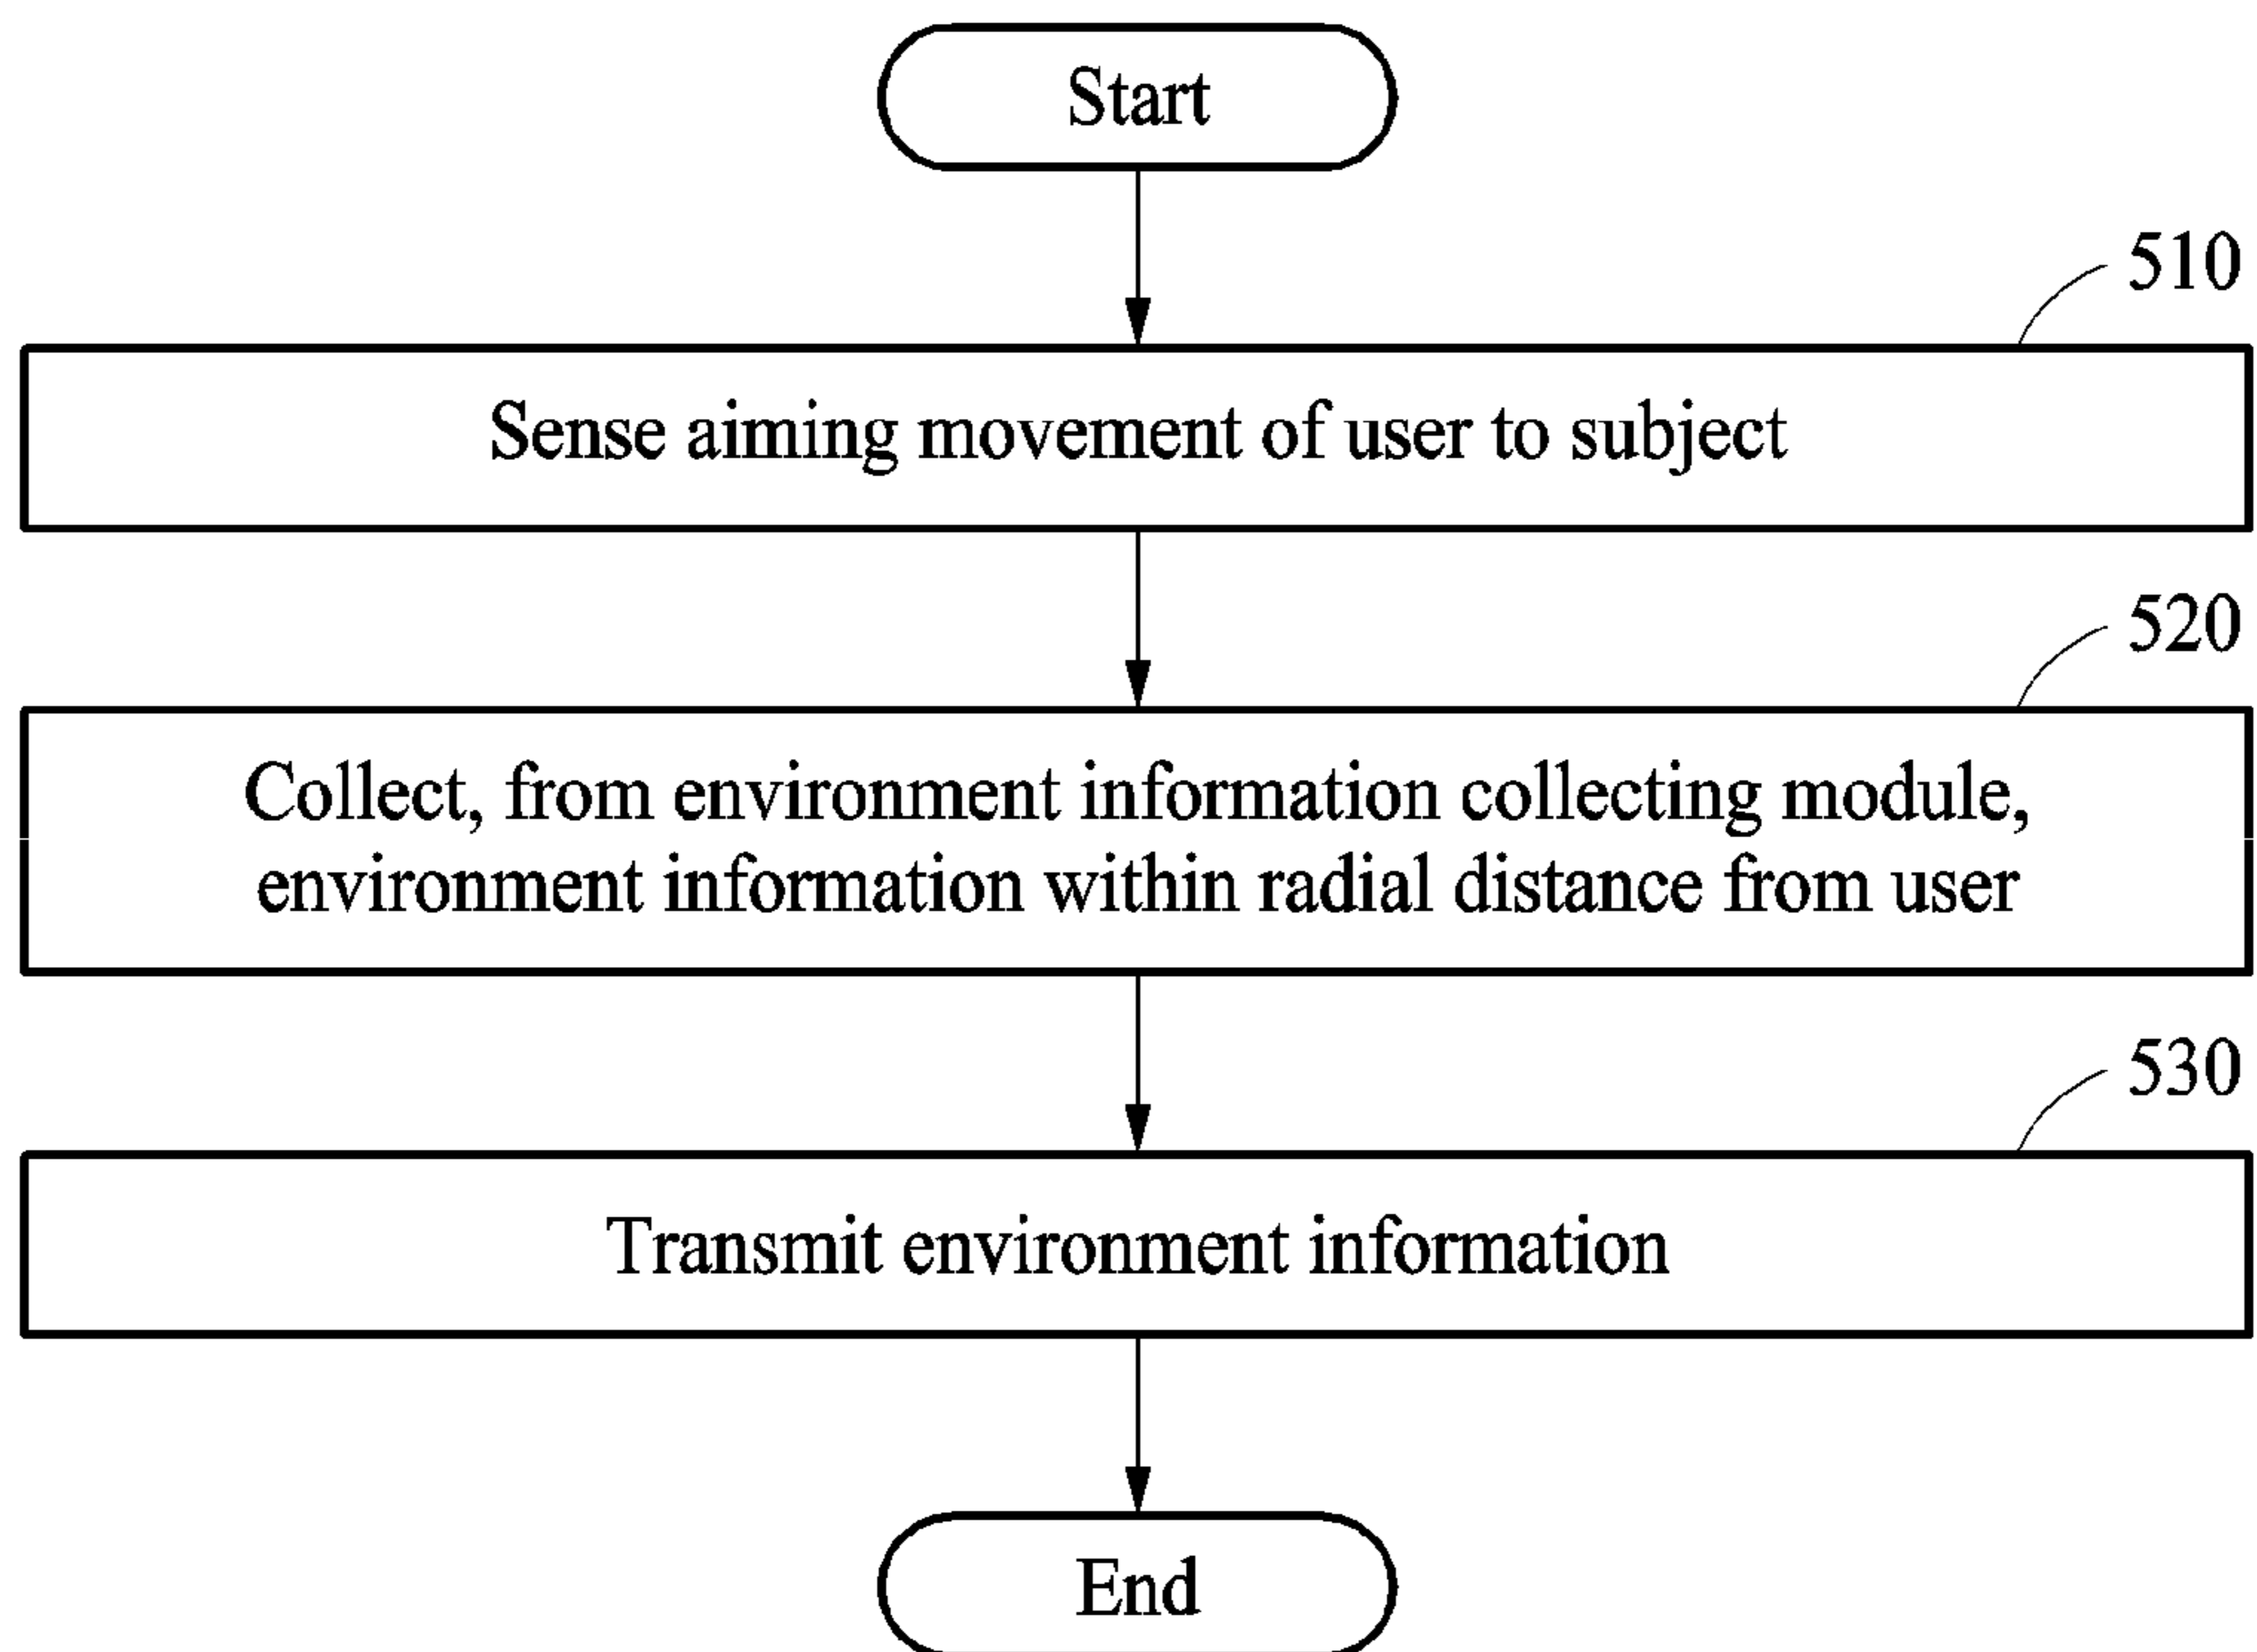 Start
510
Sense aiming movement of user to subject
520
Collect, from environment information collecting module,
environment information within radial distance from user
530
Transmit environment information
End